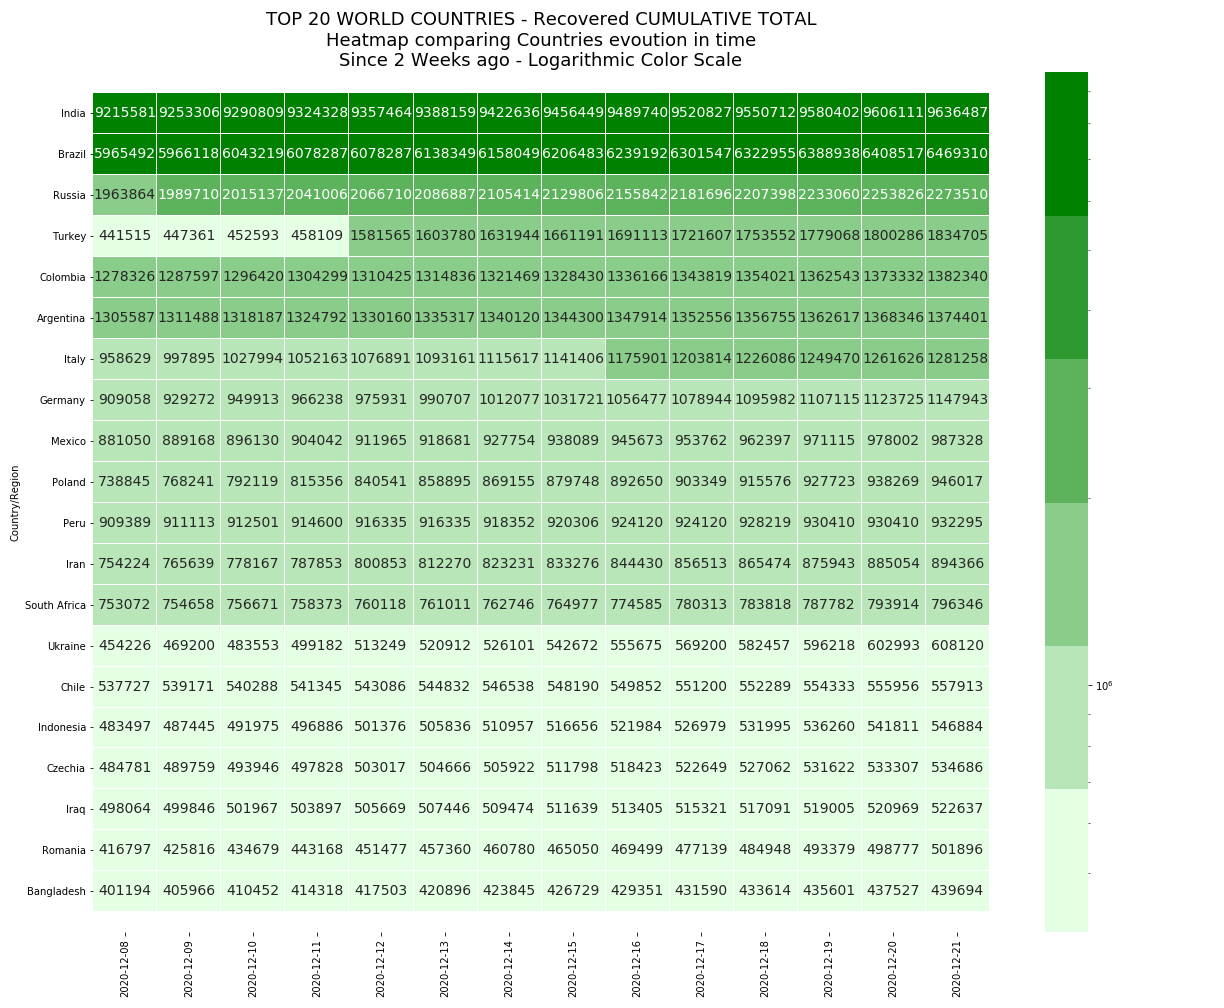 TOP 20 WORLD COUNTRIES - Recovered CUMULATIVE TOTAL
Heatmap comparing Countries evoution in time
Since 2 Weeks ago - Logarithmic Color Scale
Country/Region
India 9215581 9253306 9290809 9324328 9357464 9388159 9422636 9456449 9489740 9520827 9550712 9580402 9606111 9636487
Brazil 5965492 5966118 6043219 6078287 6078287 6138349 6158049 6206483 6239192 6301547 6322955 6388938 6408517 6469310
Russia 1963864 1989710 2015137 2041006 2066710 2086887 2105414 2129806 2155842 2181696 2207398 2233060 2253826 2273510
Turkey 441515 447361 452593 458109 1581565 1603780 1631944 1661191 1691113 1721607 1753552 1779068 1800286 1834705
Colombia 1278326 1287597 1296420 1304299 1310425 1314836 1321469 1328430 1336166 1343819 1354021 1362543 1373332 1382340
Argentina 1305587 1311488 1318187 1324792 1330160 1335317 1340120 1344300 1347914 1352556 1356755 1362617 1368346 1374401
Italy 958629 997895 1027994 1052163 1076891 1093161 1115617 1141406 1175901 1203814 1226086 1249470 1261626 1281258
Germany 909058 929272 949913 966238 975931 990707 1012077 1031721 1056477 1078944 1095982 1107115 1123725 1147943
Mexico 881050 889168 896130 904042 911965 918681 927754 938089 945673 953762 962397 971115 978002 987328
Poland 738845 768241 792119 815356 840541 858895 869155 879748 892650 903349 915576 927723 938269 946017
Peru 909389 911113 912501 914600 916335 916335 918352 920306 924120 924120 928219 930410 930410 932295
Iran 754224 765639 778167 787853 800853 812270 823231 833276 844430 856513 865474 875943 885054 894366
South Africa 753072 754658 756671 758373 760118 761011 762746 764977 774585 780313 783818 787782 793914 796346
Ukraine 454226 469200 483553 499182 513249 520912 526101 542672 555675 569200 582457 596218 602993 608120
Chile 537727 539171 540288 541345 543086 544832 546538 548190 549852 551200 552289 554333 555956 557913
Indonesia 483497 487445 491975 496886 501376 505836 510957 516656 521984 526979 531995 536260 541811 546884
Czechia 484781 489759 493946 497828 503017 504666 505922 511798 518423 522649 527062 531622 533307 534686
Iraq 498064 499846 501967 503897 505669 507446 509474 511639 513405 515321 517091 519005 520969 522637
Romania 416797 425816 434679 443168 451477 457360 460780 465050 469499 477139 484948 493379 498777 501896
Bangladesh 401194 405966 410452 414318 417503 420896 423845 426729 429351 431590 433614 435601 437527 439694
2020-12-08 2020-12-09 2020-12-10 2020-12-11 2020-12-12 2020-12-13 2020-12-14 2020-12-15 2020-12-16 2020-12-17 2020-12-18 2020-12-19 2020-12-20 2020-12-21
10⁶